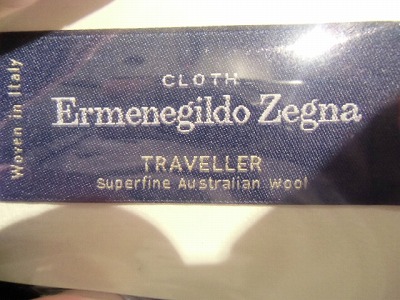 Woven in Italy
CLOTH
Ermenegildo Zegna
TRAVELLER
Superfine Australian Wool